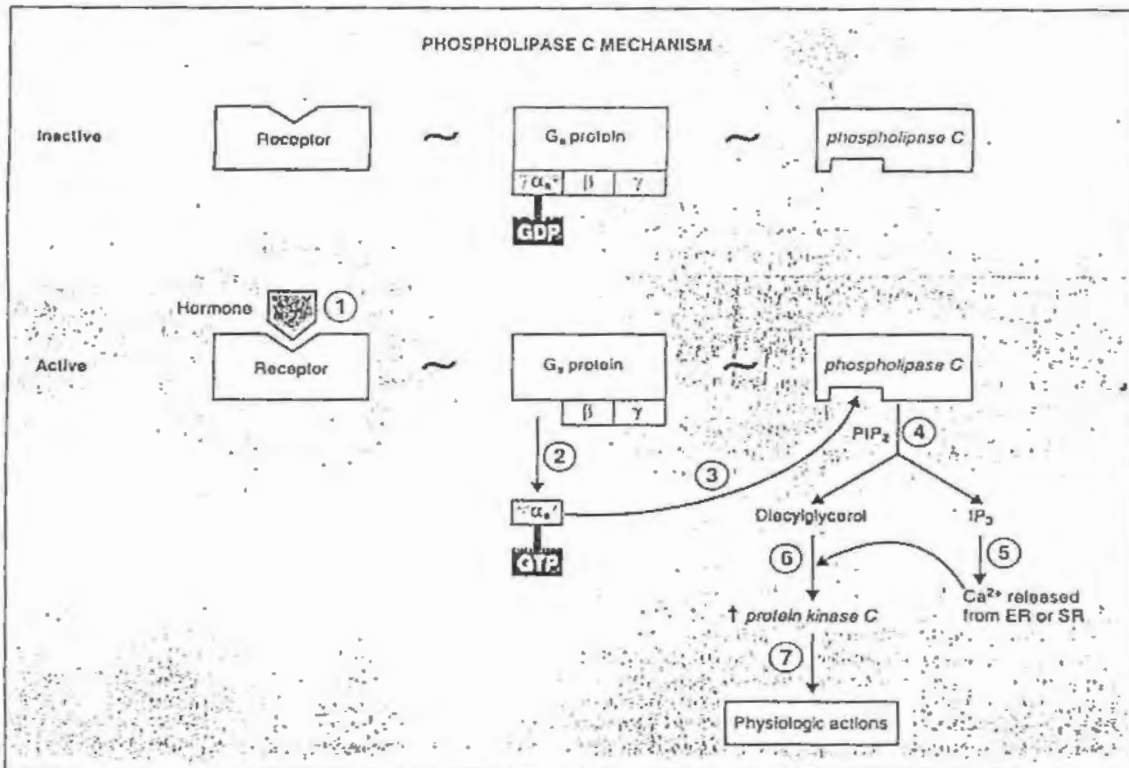 PHOSPHOLIPASE C MECHANISM
Inactive
Receptor
~
Gq protein
~
phospholipase C
αq
β
γ
GDP
Hormone
1
Active
Receptor
~
Gq protein
~
phospholipase C
β
γ
PIP2
4
2
3
αq
GTP
Diacylglycerol
IP3
6
5
Ca2+ released
from ER or SR
↑ protein kinase C
7
Physiologic actions